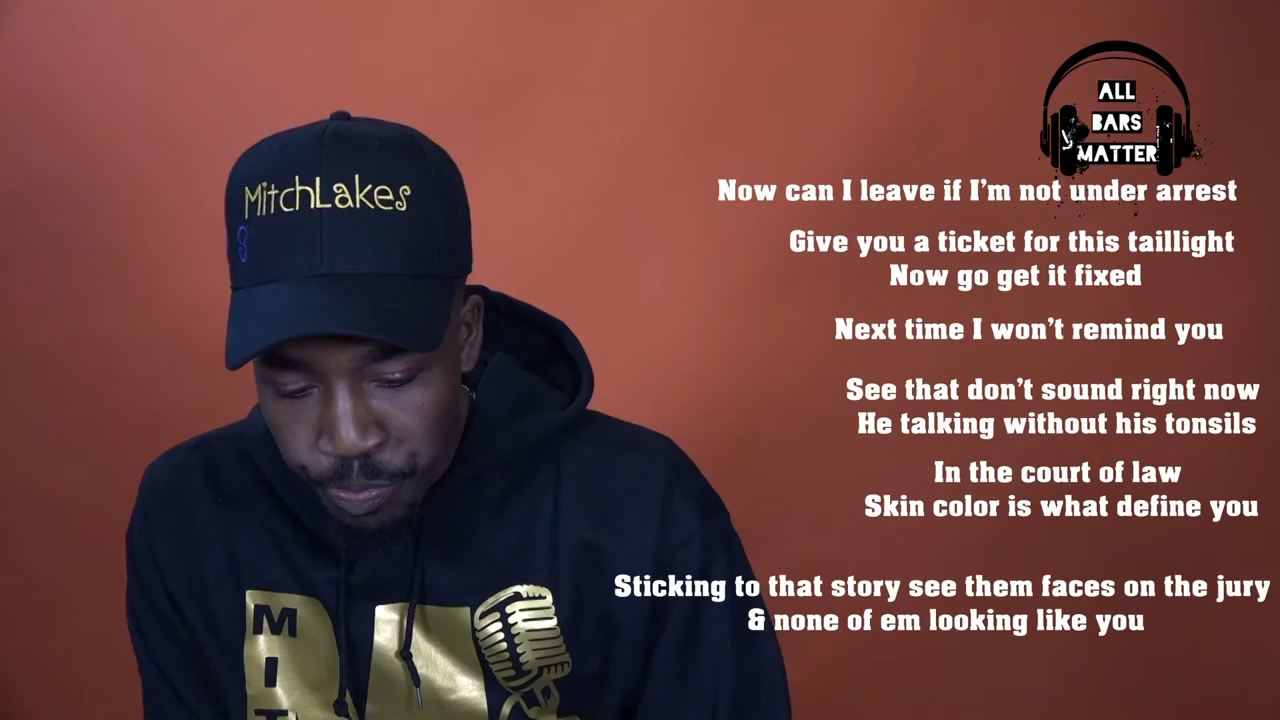 MitchLakes
8
ALL
BARS
MATTER
Now can I leave if I'm not under arrest
Give you a ticket for this taillight
Now go get it fixed
Next time I won't remind you
See that don't sound right now
He talking without his tonsils
In the court of law
Skin color is what define you
Sticking to that story see them faces on the jury
& none of em looking like you
M
I
T